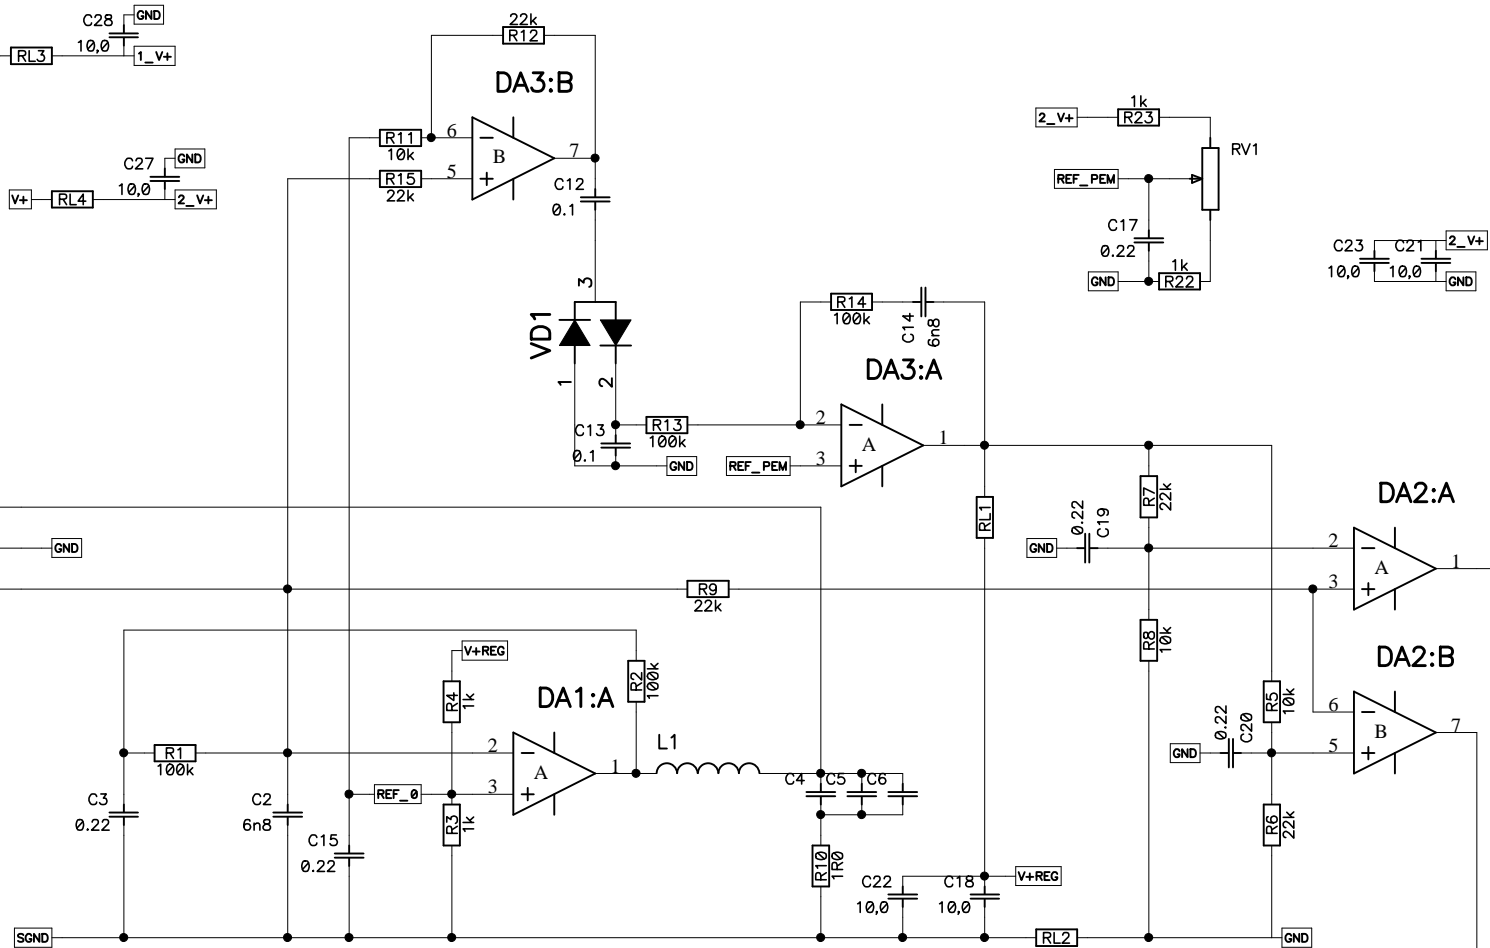 C28
GND
10,0
RL3
1_V+
22k
R12
DA3:B
R11
10k
6
B
7
5
R15
22k
C27
GND
10,0
V+
RL4
2_V+
C12
0.1
1k
2_V+
R23
RV1
REF_PEM
C17
0.22
1k
GND
R22
C23
C21
2_V+
10,0
10,0
GND
3
VD1
1
2
R14
100k
C14
6n8
DA3:A
C13
0.1
R13
100k
GND
REF_PEM
2
3
A
1
RL1
R7
22k
0.22
C19
GND
DA2:A
2
3
A
1
GND
R9
22k
R8
10k
DA2:B
6
5
B
7
V+REG
R4
1k
R2
100k
DA1:A
R5
10k
0.22
C20
GND
R1
100k
2
3
A
1
L1
C4
C5
C6
REF_0
R3
1k
C3
0.22
C2
6n8
C15
0.22
R10
1R0
R6
22k
C22
10,0
C18
10,0
V+REG
SGND
RL2
GND